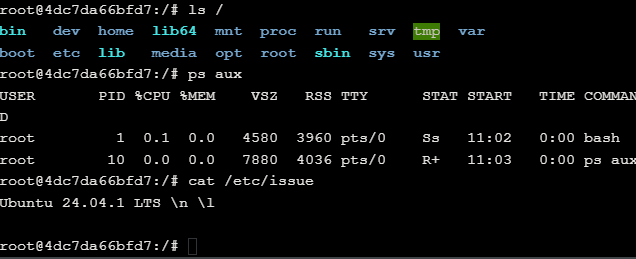 root@4dc7da66bfd7:/# ls /
bin   dev  home  lib64  mnt  proc  run   srv  tmp  var
boot  etc  lib   media  opt  root  sbin  sys  usr
root@4dc7da66bfd7:/# ps aux
USER       PID %CPU %MEM    VSZ   RSS TTY      STAT START   TIME COMMAN
D
root         1  0.1  0.0   4580  3960 pts/0    Ss   11:02   0:00 bash
root        10  0.0  0.0   7880  4036 pts/0    R+   11:03   0:00 ps aux
root@4dc7da66bfd7:/# cat /etc/issue
Ubuntu 24.04.1 LTS \n \l
root@4dc7da66bfd7:/#